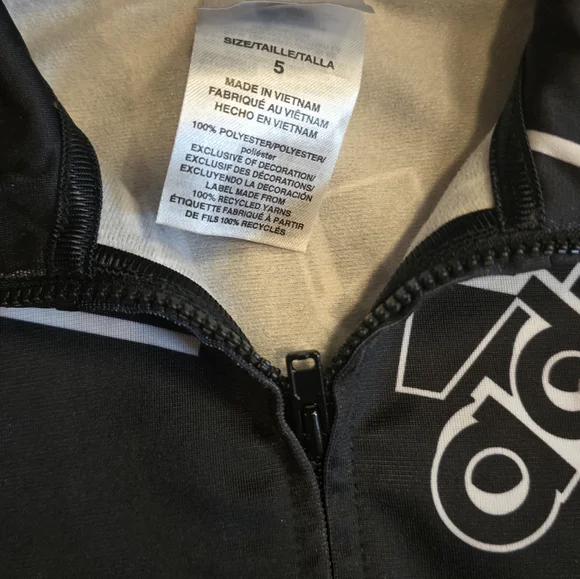 SIZE/TAILLE/TALLA
5
MADE IN VIETNAM
FABRIQUÉ AU VIÊTNAM
HECHO EN VIETNAM
100% POLYESTER/POLYESTER/
poliéster
EXCLUSIVE OF DECORATION/
EXCLUSIF DES DÉCORATIONS/
EXCLUYENDO LA DECORACIÓN
LABEL MADE FROM
100% RECYCLED YARNS
ÉTIQUETTE FABRIQUÉ À PARTIR
DE FILS 100% RECYCLÉS